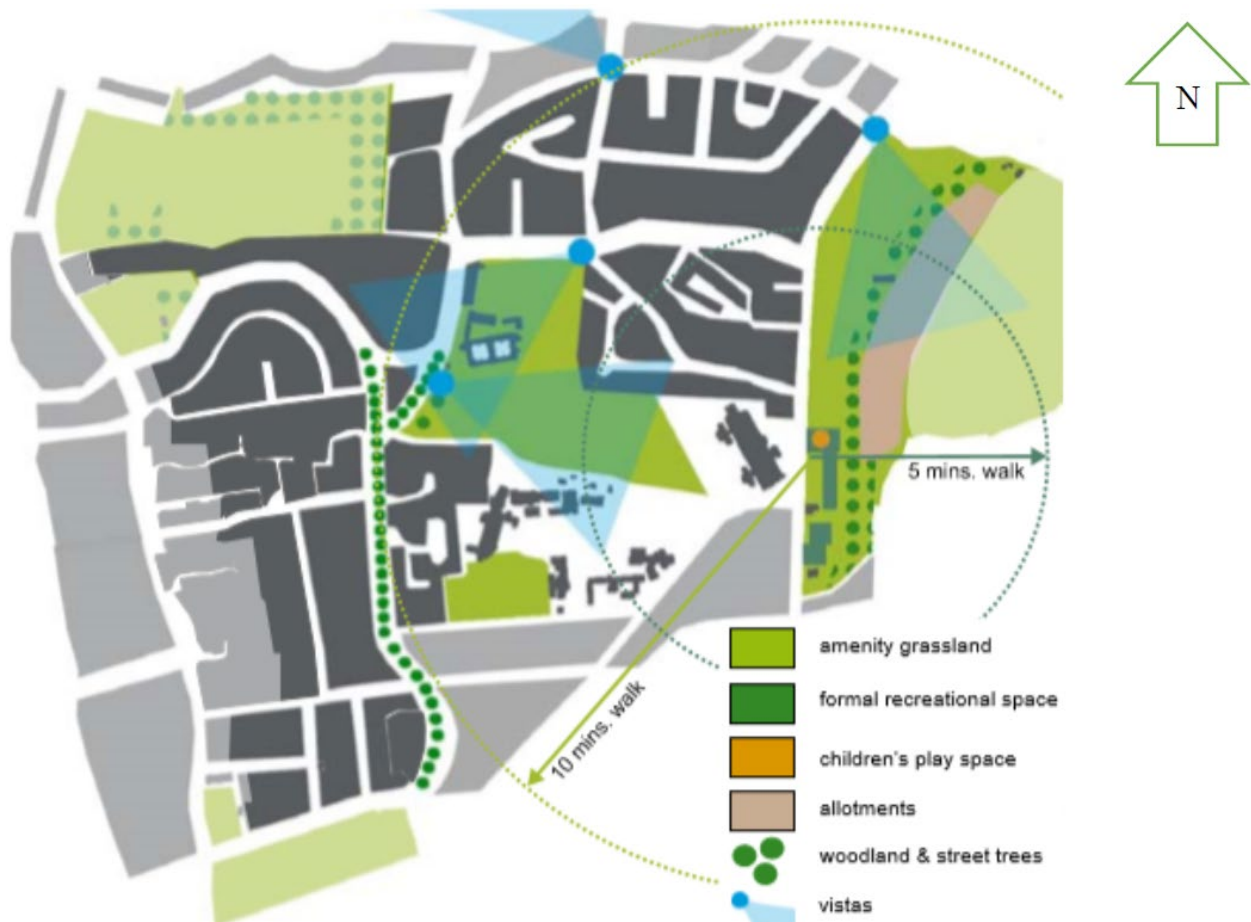 N
5 mins. walk
10 mins. walk
amenity grassland
formal recreational space
children's play space
allotments
woodland & street trees
vistas